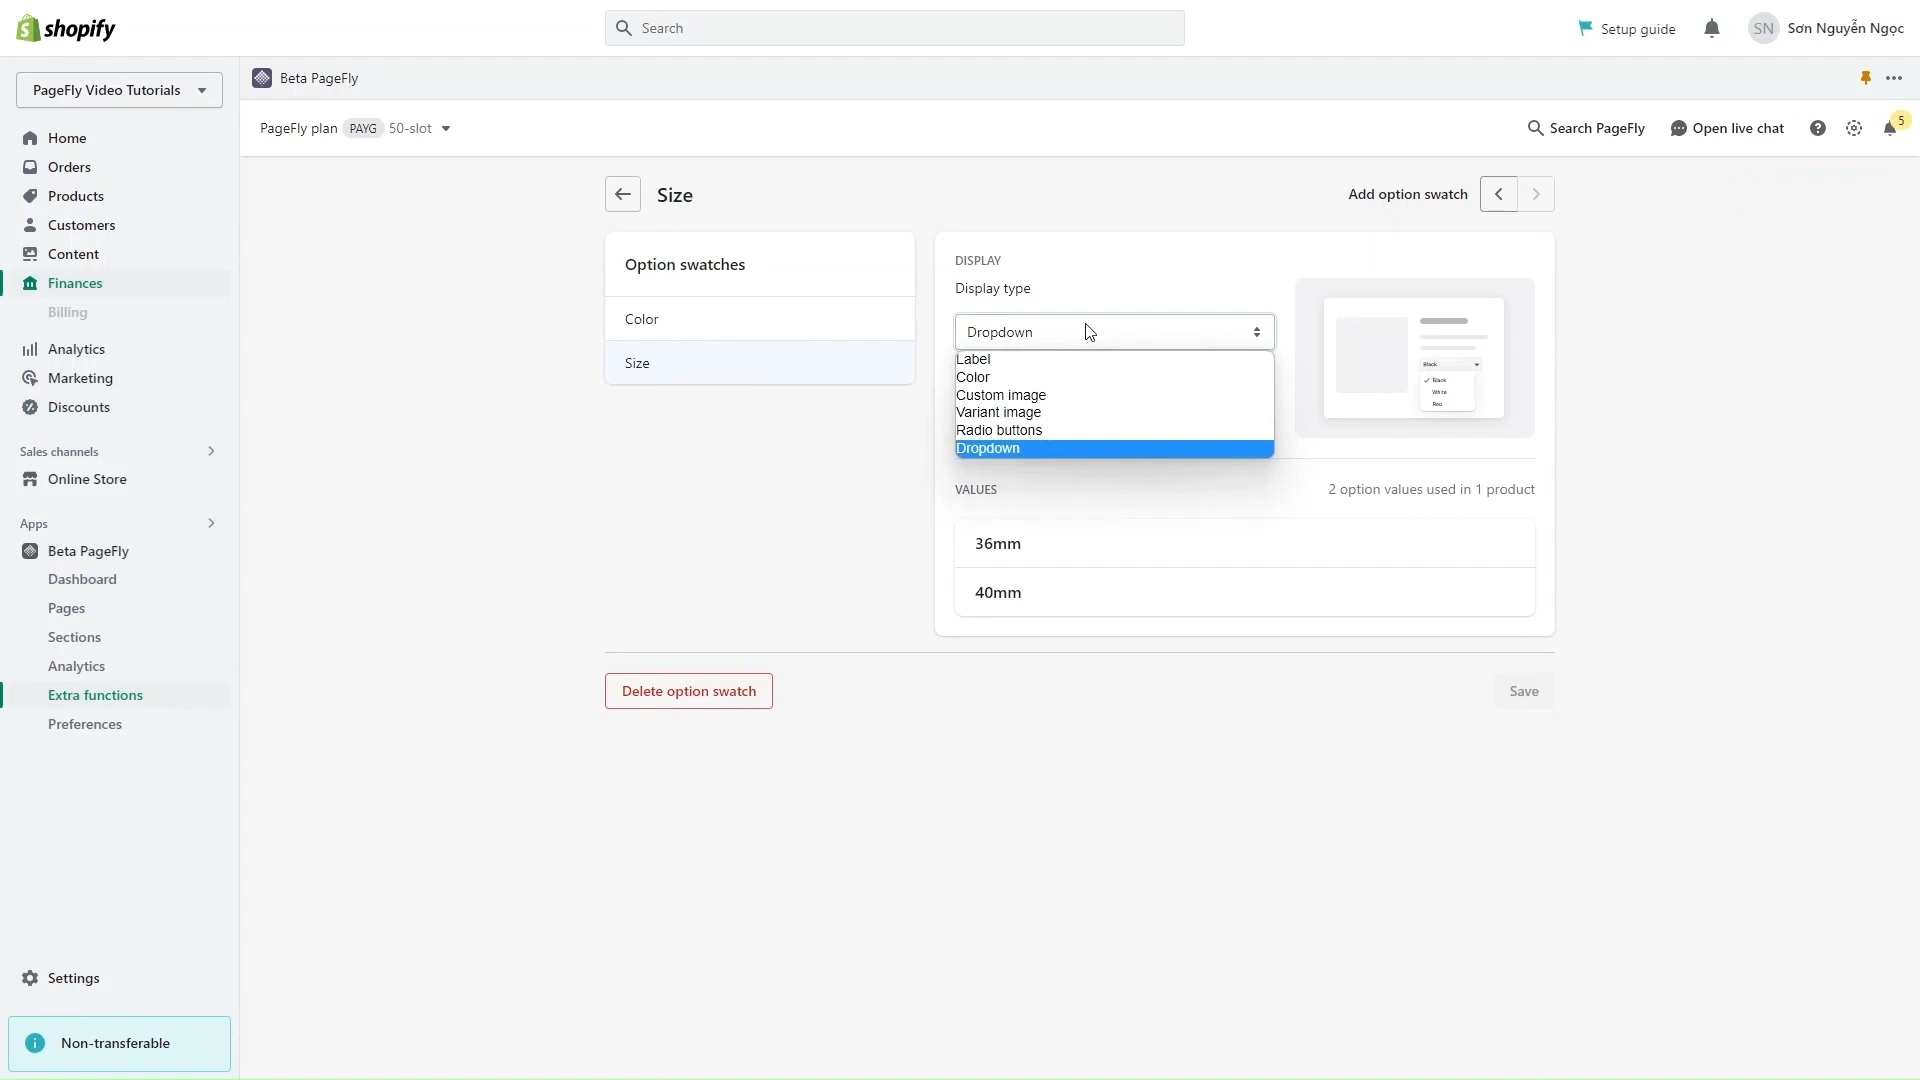 shopify
Search
Setup guide
SN
Sơn Nguyễn Ngọc
PageFly Video Tutorials
Beta PageFly
PageFly plan PAYG 50-slot
Search PageFly
Open live chat
5
Home
Orders
Products
Customers
Content
Finances
Billing
Analytics
Marketing
Discounts
Sales channels
Online Store
Apps
Beta PageFly
Dashboard
Pages
Sections
Analytics
Extra functions
Preferences
Settings
Non-transferable
Size
Add option swatch
Option swatches
Color
Size
DISPLAY
Display type
Dropdown
Label
Color
Custom image
Variant image
Radio buttons
Dropdown
Black
Black
White
Red
VALUES
2 option values used in 1 product
36mm
40mm
Delete option swatch
Save